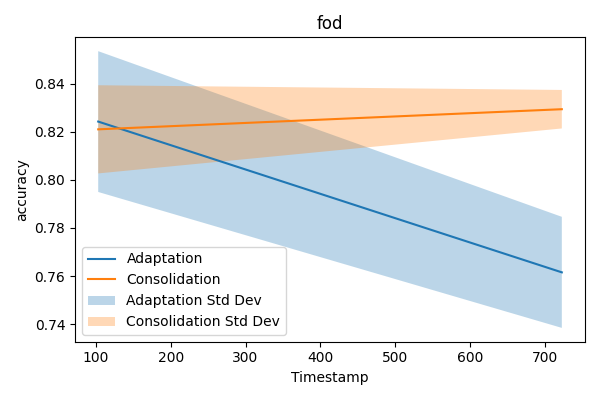 fod
accuracy
0.84
0.82
0.80
0.78
0.76
0.74
Adaptation
Consolidation
Adaptation Std Dev
Consolidation Std Dev
100 200 300 400 500 600 700
Timestamp